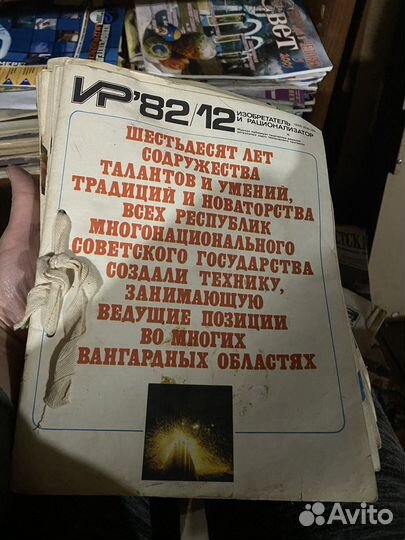 ИР'82/12
ИЗОБРЕТАТЕЛЬ
И РАЦИОНАЛИЗАТОР
ШЕСТЬДЕСЯТ ЛЕТ
СОДРУЖЕСТВА
ТАЛАНТОВ И УМЕНИЙ,
ТРАДИЦИЙ И НОВАТОРСТВА
ВСЕХ РЕСПУБЛИК
МНОГОНАЦИОНАЛЬНОГО
СОВЕТСКОГО ГОСУДАРСТВА
СОЗДАЛИ ТЕХНИКУ,
ЗАНИМАЮЩУЮ
ВЕДУЩИЕ ПОЗИЦИИ
ВО МНОГИХ
ВАНГАРДНЫХ ОБЛАСТЯХ
Avito